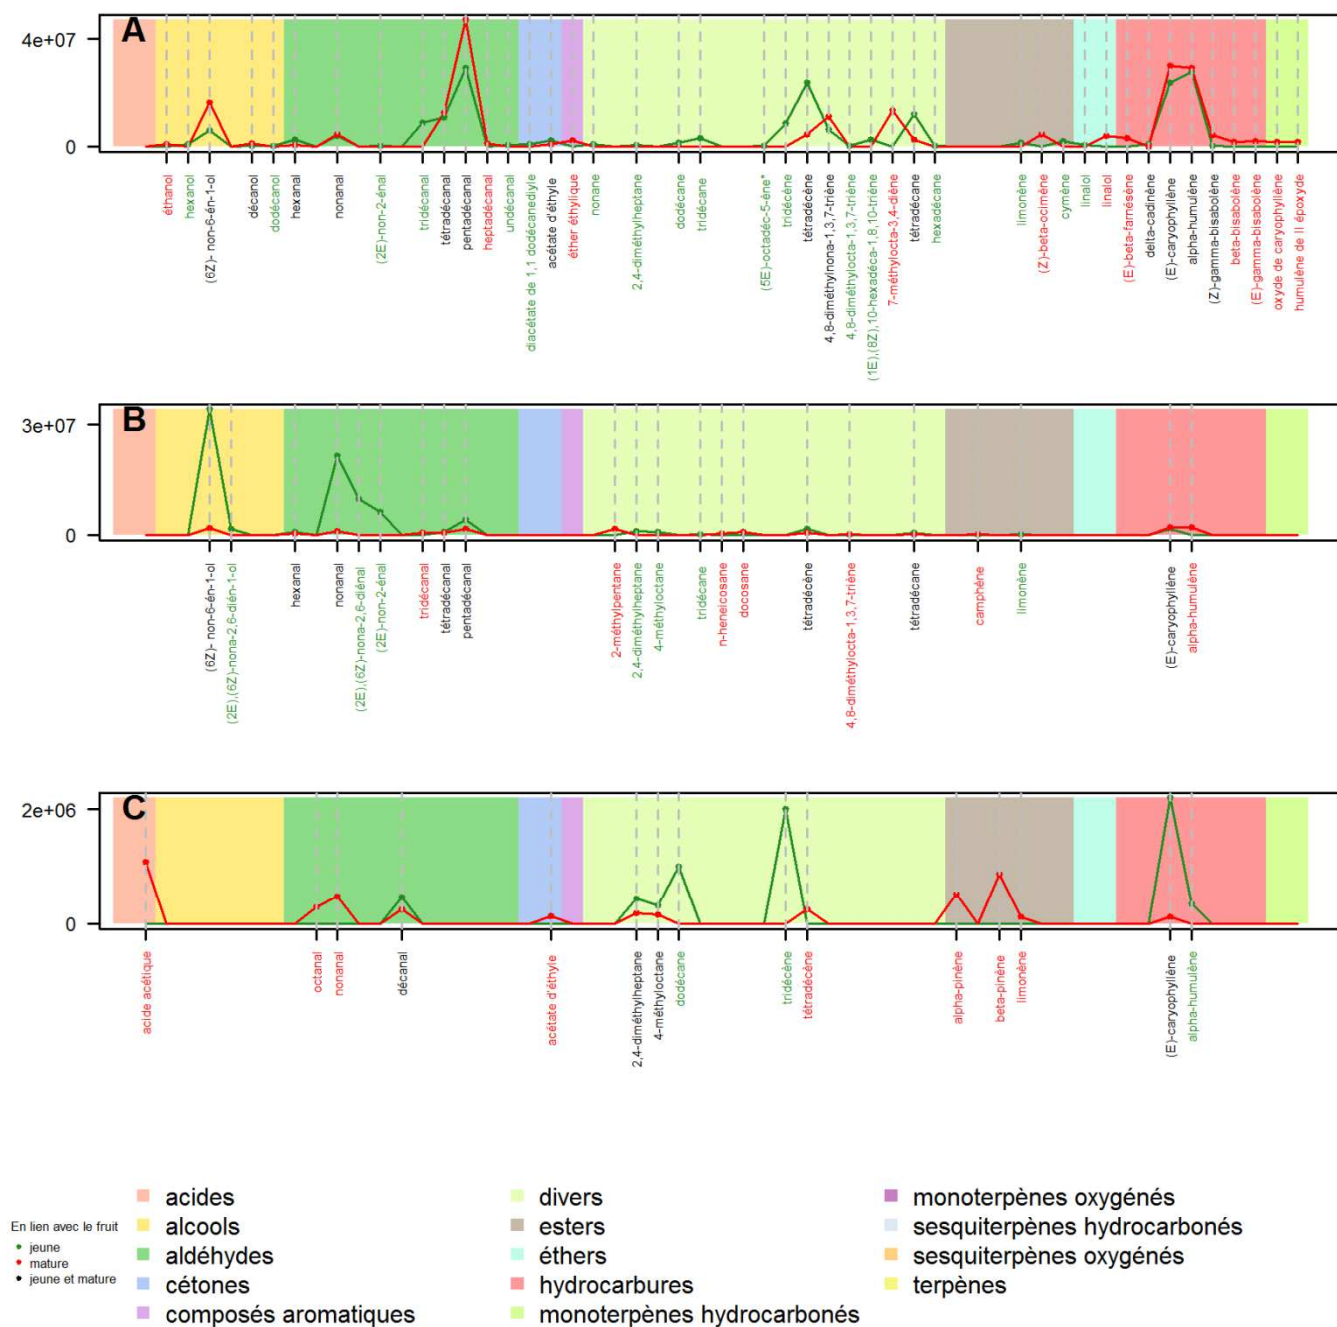 A
4e+07
0
éthanol
hexanol
(6Z)- non-6-én-1-ol
décanol
dodécanol
hexanal
nonanal
(2E)-non-2-énal
tridécanal
tétradécanal
pentadécanal
heptadécanal
undécanal
diacétate de 1,1 dodécanediyle
acétate d'éthyle
éther éthylique
nonane
2,4-diméthylheptane
dodécane
tridécane
(5E)-octadéc-5-ène*
tridécène
tétradécène
4,8-diméthylnona-1,3,7-triène
4,8-diméthylocta-1,3,7-triène
(1E),(8Z),10-hexadéca-1,8,10-triène
7-méthylocta-3,4-diène
tétradécane
hexadécane
limonène
(Z)-beta-ocimène
cymène
linalol
linalol
(E)-beta-farnésène
delta-cadinène
(E)-caryophyllène
alpha-humulène
(Z)-gamma-bisabolène
beta-bisabolène
(E)-gamma-bisabolène
oxyde de caryophyllène
humulène de II époxyde
B
3e+07
0
(6Z)- non-6-én-1-ol
(2E),(6Z)-nona-2,6-dién-1-ol
hexanal
nonanal
(2E),(6Z)-nona-2,6-diénal
(2E)-non-2-énal
tridécanal
tétradécanal
pentadécanal
2-méthylpentane
2,4-diméthylheptane
4-méthyloctane
tridécane
n-heneicosane
docosane
tétradécène
4,8-diméthylocta-1,3,7-triène
tétradécane
camphène
limonène
(E)-caryophyllène
alpha-humulène
C
2e+06
0
acide acétique
octanal
nonanal
décanal
acétate d'éthyle
2,4-diméthylheptane
4-méthyloctane
dodécane
tridécène
tétradécène
alpha-pinène
beta-pinène
limonène
(E)-caryophyllène
alpha-humulène
En lien avec le fruit
jeune
mature
jeune et mature
acides
alcools
aldéhydes
cétones
composés aromatiques
divers
esters
éthers
hydrocarbures
monoterpènes hydrocarbonés
monoterpènes oxygénés
sesquiterpènes hydrocarbonés
sesquiterpènes oxygénés
terpènes